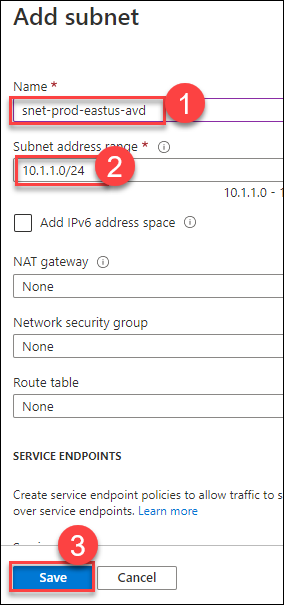 Add subnet
Name *
1
snet-prod-eastus-avd
Subnet address range *
2
10.1.1.0/24
10.1.1.0 - 1
Add IPv6 address space
NAT gateway
None
Network security group
None
Route table
None
SERVICE ENDPOINTS
Create service endpoint policies to allow traffic to s
over service endpoints. Learn more
3
Save
Cancel